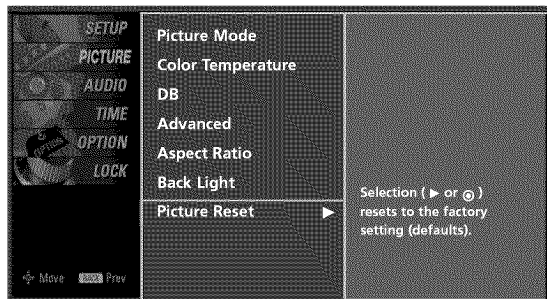 SETUP
PICTURE
AUDIO
TIME
OPTION
LOCK
Move
BACK Prev
Picture Mode
Color Temperature
DB
Advanced
Aspect Ratio
Back Light
Picture Reset ▶
Selection ( ▶ or ◉ )
resets to the factory
setting (defaults).